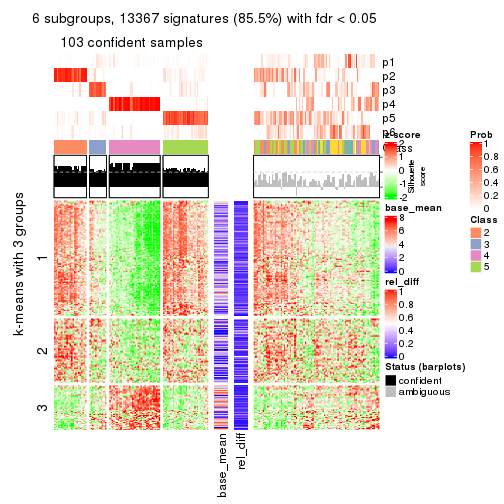 6 subgroups, 13367 signatures (85.5%) with fdr < 0.05
103 confident samples
p1
p2
p3
p4
p5
p6
Class
Silhouette
score
k-means with 3 groups
1
2
3
base_mean
rel_diff
z-score
2
1
0
-1
-2
base_mean
8
6
4
2
0
rel_diff
1
0.8
0.6
0.4
0.2
0
Status (barplots)
confident
ambiguous
Prob
1
0.8
0.6
0.4
0.2
0
Class
2
3
4
5